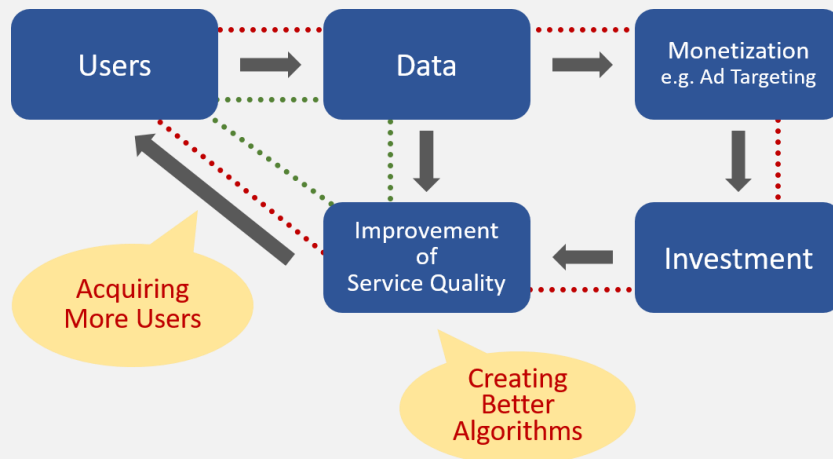 Users
Data
Monetization
e.g. Ad Targeting
Improvement
of
Service Quality
Investment
Acquiring
More Users
Creating
Better
Algorithms